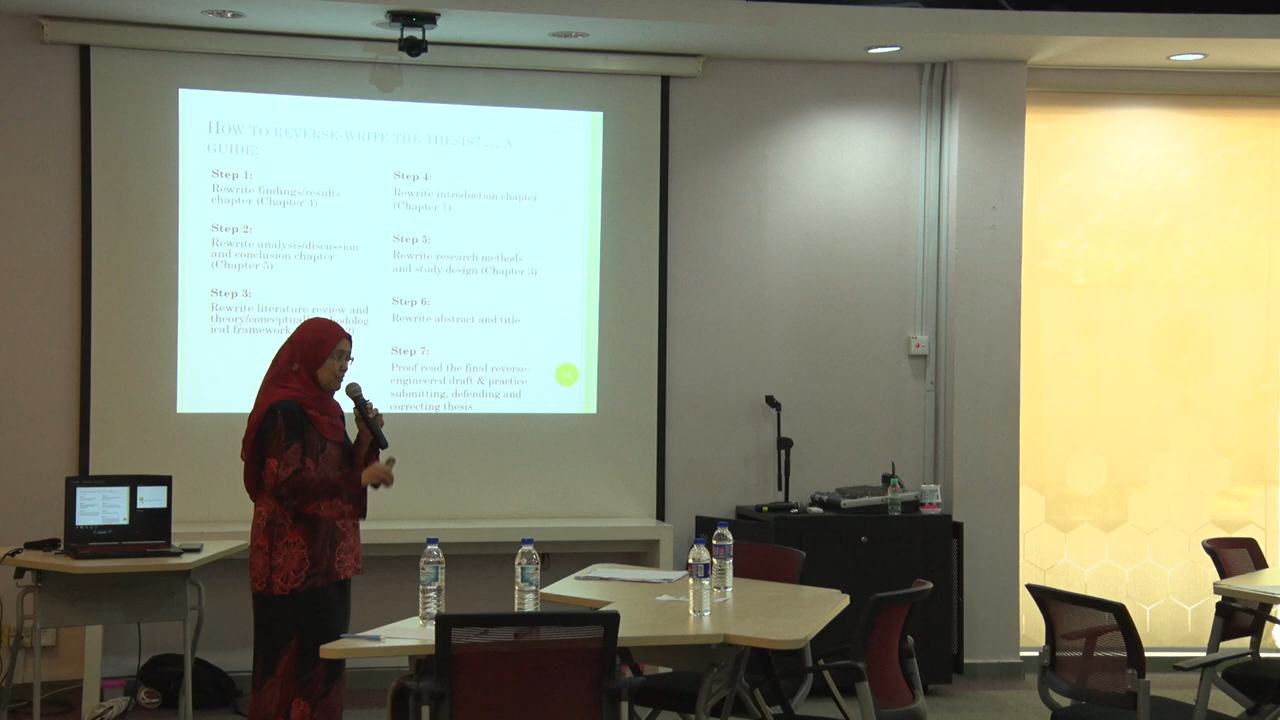 HOW TO REVERSE-WRITE THE THESIS? ... A
GUIDE:
Step 1:
Rewrite findings/results
chapter (Chapter 4)
Step 2:
Rewrite analysis/discussion
and conclusion chapter
(Chapter 5)
Step 3:
Rewrite literature review and
ical framework
Step 4:
Rewrite introduction chapter
(Chapter 1)
Step 5:
Rewrite research methods
and study design (Chapter 3)
Step 6:
Rewrite abstract and title
Step 7:
Proof read the final reverse-
engineered draft & practice
submitting, defending and
correcting thesis